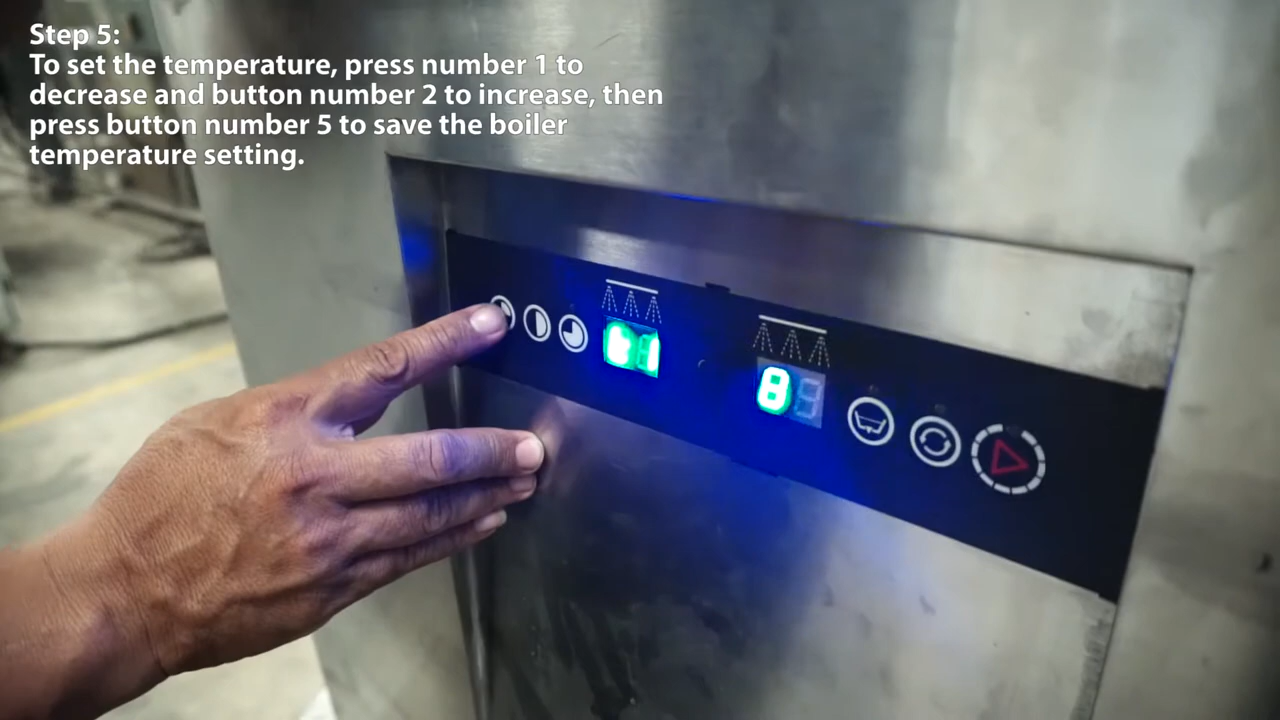 Step 5:
To set the temperature, press number 1 to
decrease and button number 2 to increase, then
press button number 5 to save the boiler
temperature setting.
8